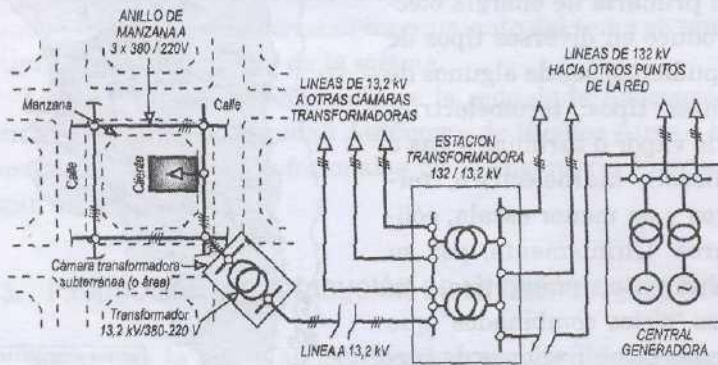 ANILLO DE
MANZANA A
3 x 380 / 220V
Manzana
Calle
Calle
Cliente
Cámara transformadora
subterránea (o área)
Transformador
13,2 kV/380-220 V
LINEAS DE 13,2 kV
A OTRAS CÁMARAS
TRANSFORMADORAS
LINEA A 13,2 kV
ESTACION
TRANSFORMADORA
132 / 13,2 kV
LINEAS DE 132 kV
HACIA OTROS PUNTOS
DE LA RED
CENTRAL
GENERADORA